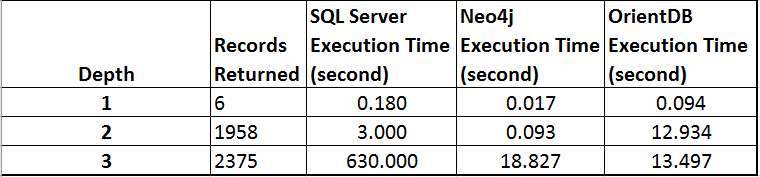 Depth Records Returned SQL Server Execution Time (second) Neo4j Execution Time (second) OrientDB Execution Time (second)
1 6 0.180 0.017 0.094
2 1958 3.000 0.093 12.934
3 2375 630.000 18.827 13.497